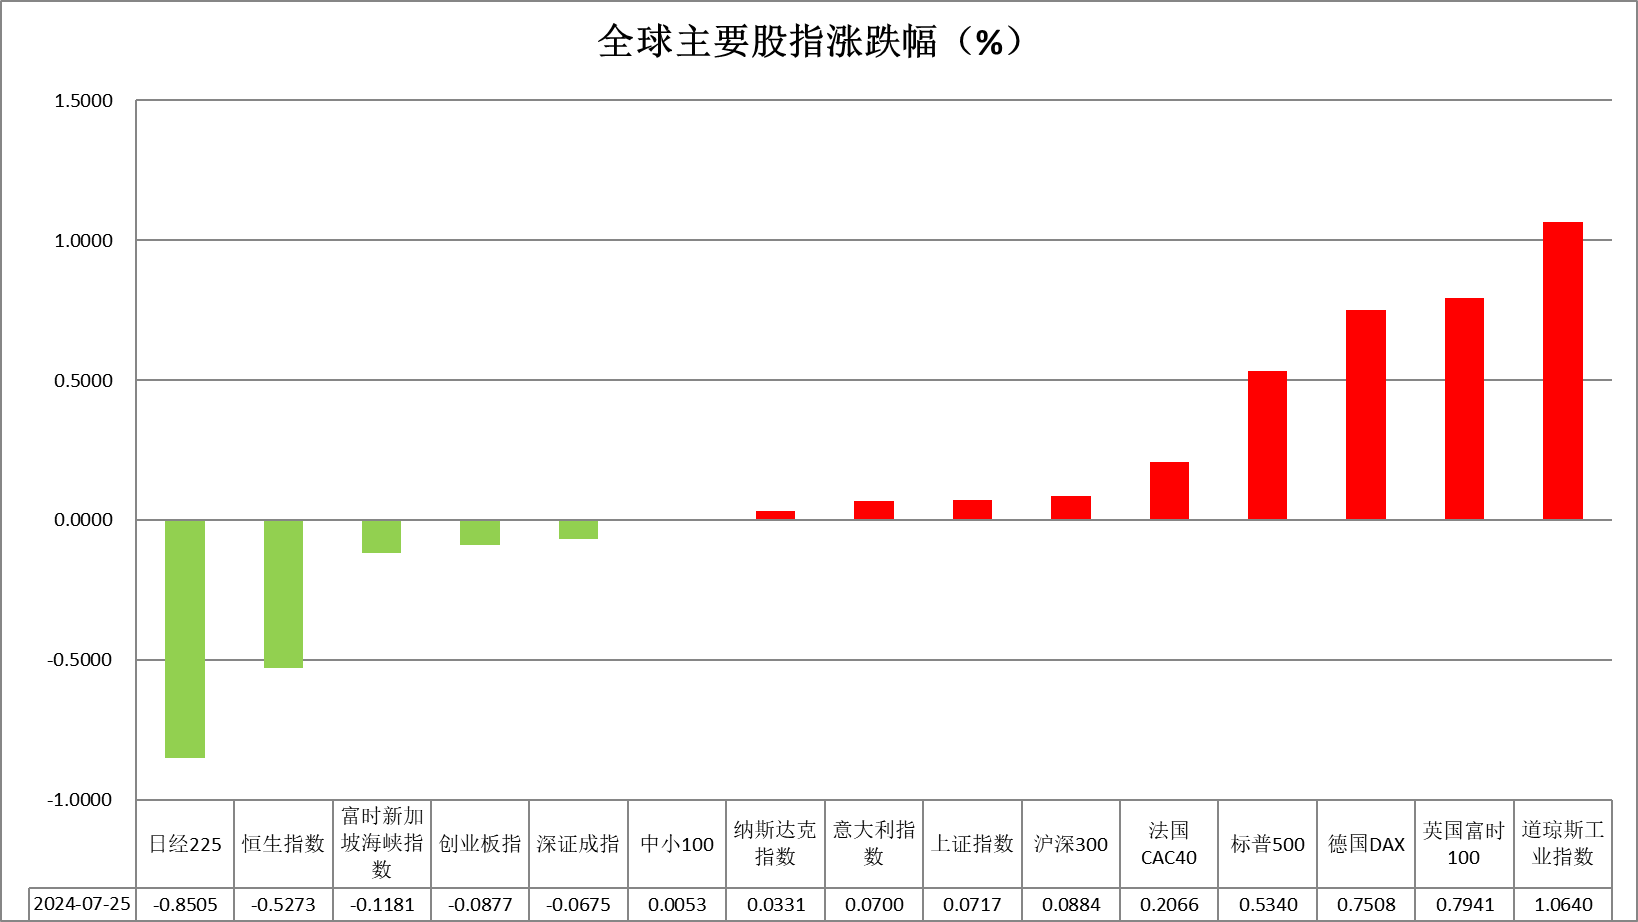 全球主要股指涨跌幅（%）
1.5000
1.0000
0.5000
0.0000
-0.5000
-1.0000
日经225
恒生指数
富时新加
坡海峡指
数
创业板指
深证成指
中小100
纳斯达克
指数
意大利指
数
上证指数
沪深300
法国
CAC40
标普500
德国DAX
英国富时
100
道琼斯工
业指数
2024-07-25 -0.8505 -0.5273 -0.1181 -0.0877 -0.0675 0.0053 0.0331 0.0700 0.0717 0.0884 0.2066 0.5340 0.7508 0.7941 1.0640